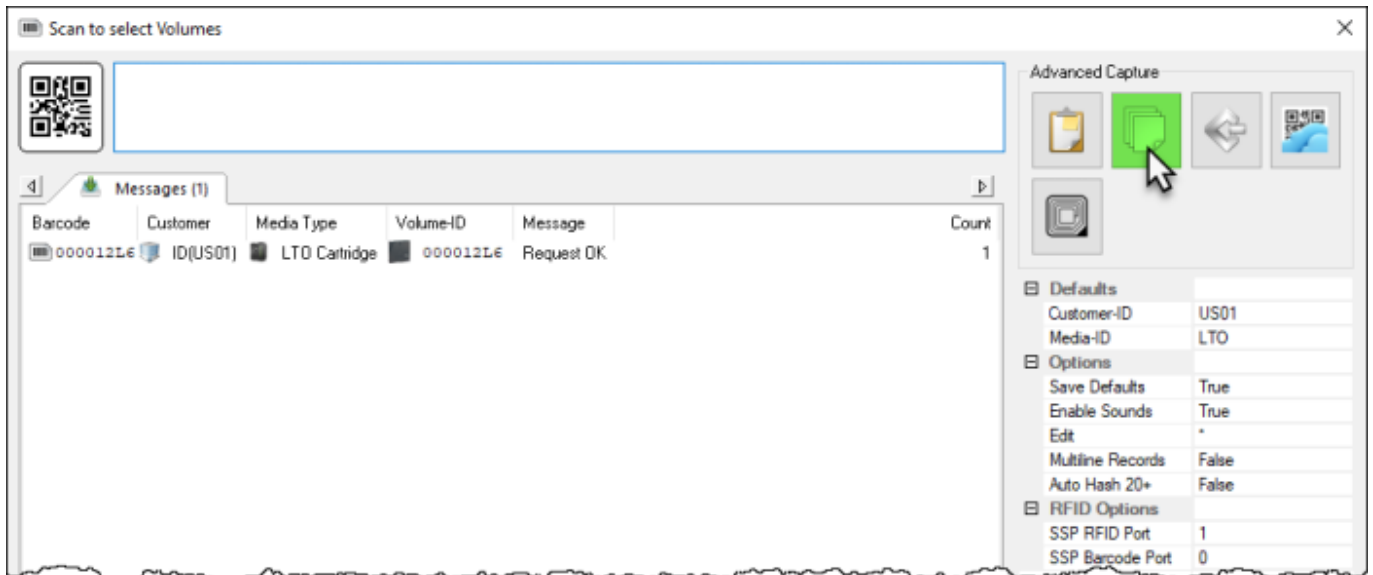 Scan to select Volumes
Advanced Capture
Messages (1)
Barcode Customer Media Type Volume-ID Message Count
000012L6 ID(US01) LTO Cartridge 000012L6 Request OK 1
Defaults
Customer-ID US01
Media-ID LTO
Options
Save Defaults True
Enable Sounds True
Edit *
Multiline Records False
Auto Hash 20+ False
RFID Options
SSP RFID Port 1
SSP Barcode Port 0